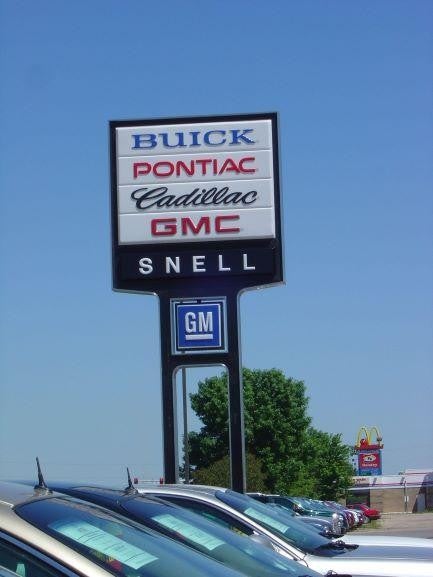 BUICK
PONTIAC
Cadillac
GMC
SNELL
GM